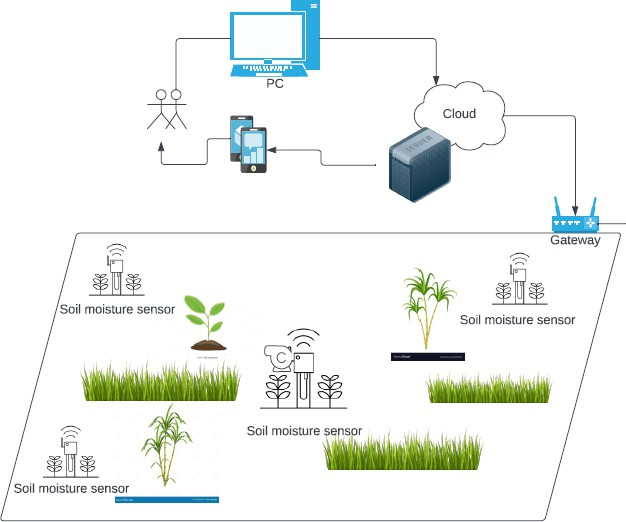 PC
Cloud
SERVER
Gateway
Soil moisture sensor
Soil moisture sensor
C
Soil moisture sensor
Soil moisture sensor